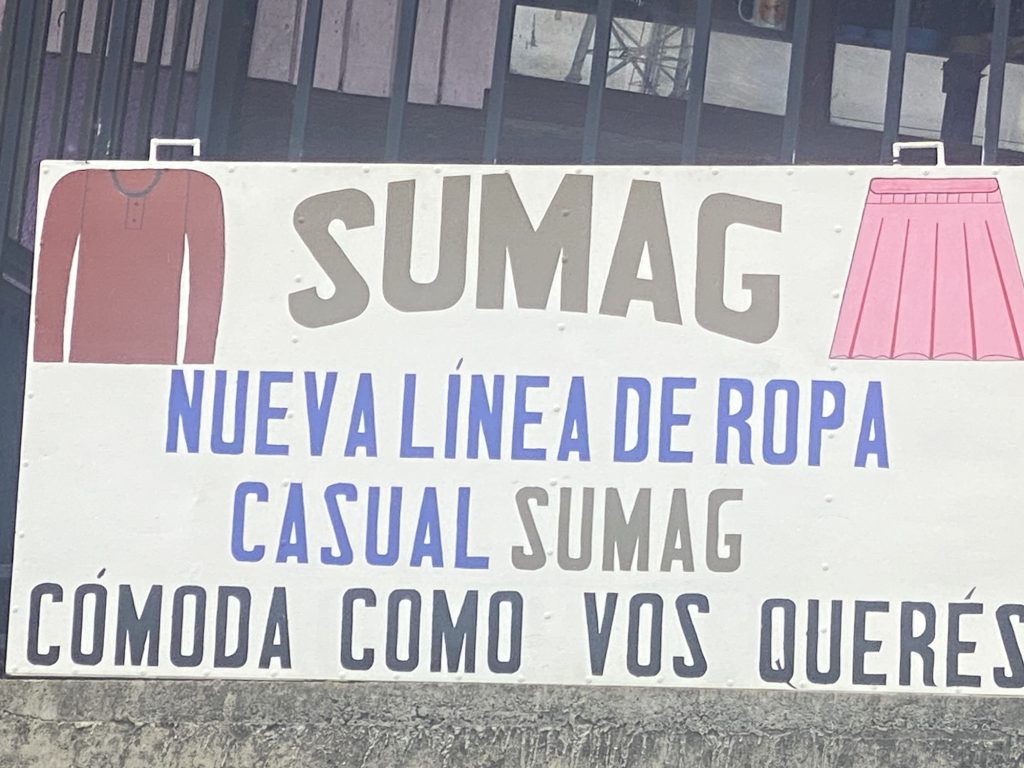 SUMAG
NUEVA LÍNEA DE ROPA
CASUAL SUMAG
CÓMODA COMO VOS QUERÉS